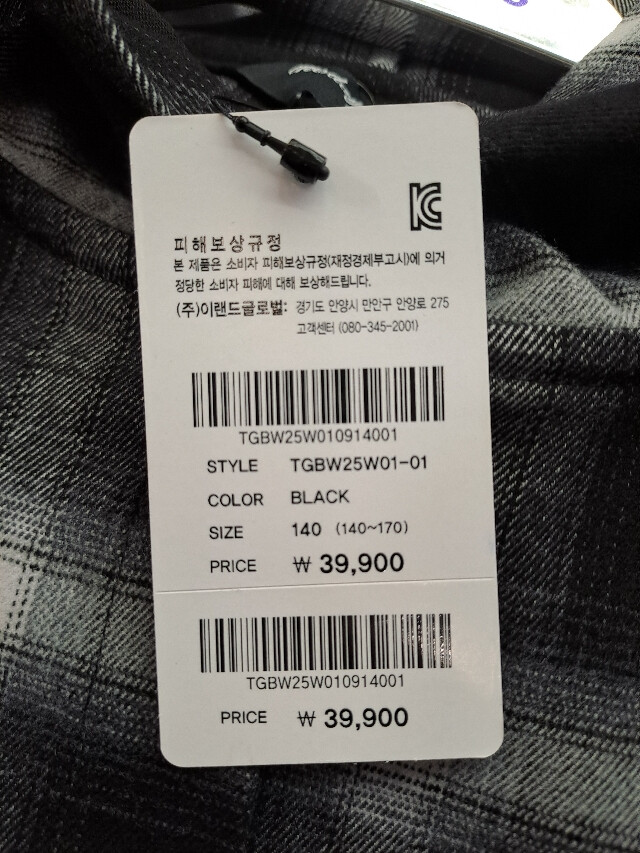 KC
피해보상규정
본 제품은 소비자 피해보상규정(재정경제부고시)에 의거
정당한 소비자 피해에 대해 보상해드립니다.
(주)이랜드글로벌: 경기도 안양시 만안구 안양로 275
고객센터 (080-345-2001)
TGBW25W010914001
STYLE TGBW25W01-01
COLOR BLACK
SIZE 140 (140~170)
PRICE ₩ 39,900
TGBW25W010914001
PRICE ₩ 39,900